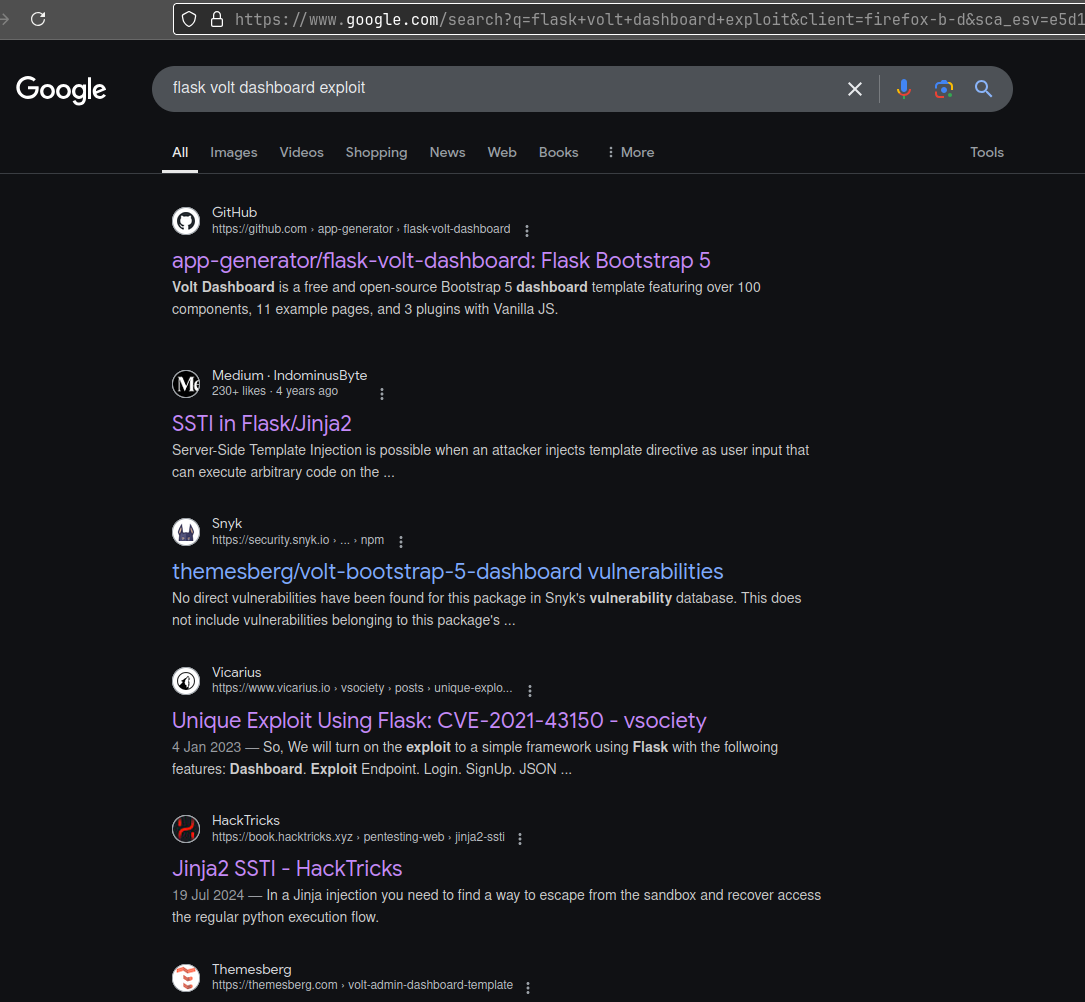 https://www.google.com/search?q=flask+volt+dashboard+exploit&client=firefox-b-d&sca_esv=e5d1
Google
flask volt dashboard exploit
All Images Videos Shopping News Web Books More Tools
GitHub
https://github.com › app-generator › flask-volt-dashboard
app-generator/flask-volt-dashboard: Flask Bootstrap 5
Volt Dashboard is a free and open-source Bootstrap 5 dashboard template featuring over 100
components, 11 example pages, and 3 plugins with Vanilla JS.
Medium · IndominusByte
230+ likes · 4 years ago
SSTI in Flask/Jinja2
Server-Side Template Injection is possible when an attacker injects template directive as user input that
can execute arbitrary code on the ...
Snyk
https://security.snyk.io › ... › npm
themesberg/volt-bootstrap-5-dashboard vulnerabilities
No direct vulnerabilities have been found for this package in Snyk's vulnerability database. This does
not include vulnerabilities belonging to this package's ...
Vicarius
https://www.vicarius.io › vsociety › posts › unique-explo...
Unique Exploit Using Flask: CVE-2021-43150 - vsociety
4 Jan 2023 — So, We will turn on the exploit to a simple framework using Flask with the follwoing
features: Dashboard. Exploit Endpoint. Login. SignUp. JSON ...
HackTricks
https://book.hacktricks.xyz › pentesting-web › jinja2-ssti
Jinja2 SSTI - HackTricks
19 Jul 2024 — In a Jinja injection you need to find a way to escape from the sandbox and recover access
the regular python execution flow.
Themesberg
https://themesberg.com › volt-admin-dashboard-template